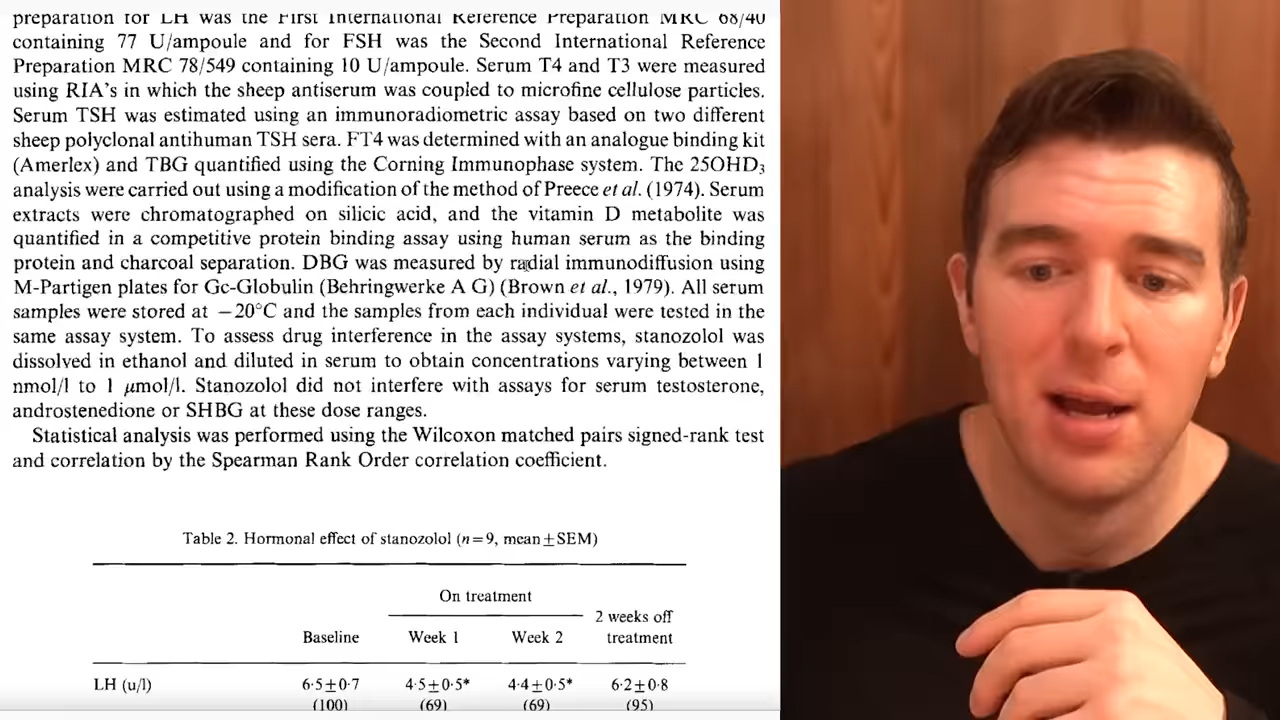 preparation for LH was the First International Reference Preparation MRC 68/40
containing 77 U/ampoule and for FSH was the Second International Reference
Preparation MRC 78/549 containing 10 U/ampoule. Serum T4 and T3 were measured
using RIA's in which the sheep antiserum was coupled to microfine cellulose particles.
Serum TSH was estimated using an immunoradiometric assay based on two different
sheep polyclonal antihuman TSH sera. FT4 was determined with an analogue binding kit
(Amerlex) and TBG quantified using the Corning Immunophase system. The 25OHD₃
analysis were carried out using a modification of the method of Preece et al. (1974). Serum
extracts were chromatographed on silicic acid, and the vitamin D metabolite was
quantified in a competitive protein binding assay using human serum as the binding
protein and charcoal separation. DBG was measured by radial immunodiffusion using
M-Partigen plates for Gc-Globulin (Behringwerke A G) (Brown et al., 1979). All serum
samples were stored at −20°C and the samples from each individual were tested in the
same assay system. To assess drug interference in the assay systems, stanozolol was
dissolved in ethanol and diluted in serum to obtain concentrations varying between 1
nmol/l to 1 μmol/l. Stanozolol did not interfere with assays for serum testosterone,
androstenedione or SHBG at these dose ranges.
Statistical analysis was performed using the Wilcoxon matched pairs signed-rank test
and correlation by the Spearman Rank Order correlation coefficient.
Table 2. Hormonal effect of stanozolol (n=9, mean±SEM)
On treatment
2 weeks off
Baseline Week 1 Week 2 treatment
LH (u/l) 6·5±0·7 4·5±0·5* 4·4±0·5* 6·2±0·8
(100) (69) (69) (95)